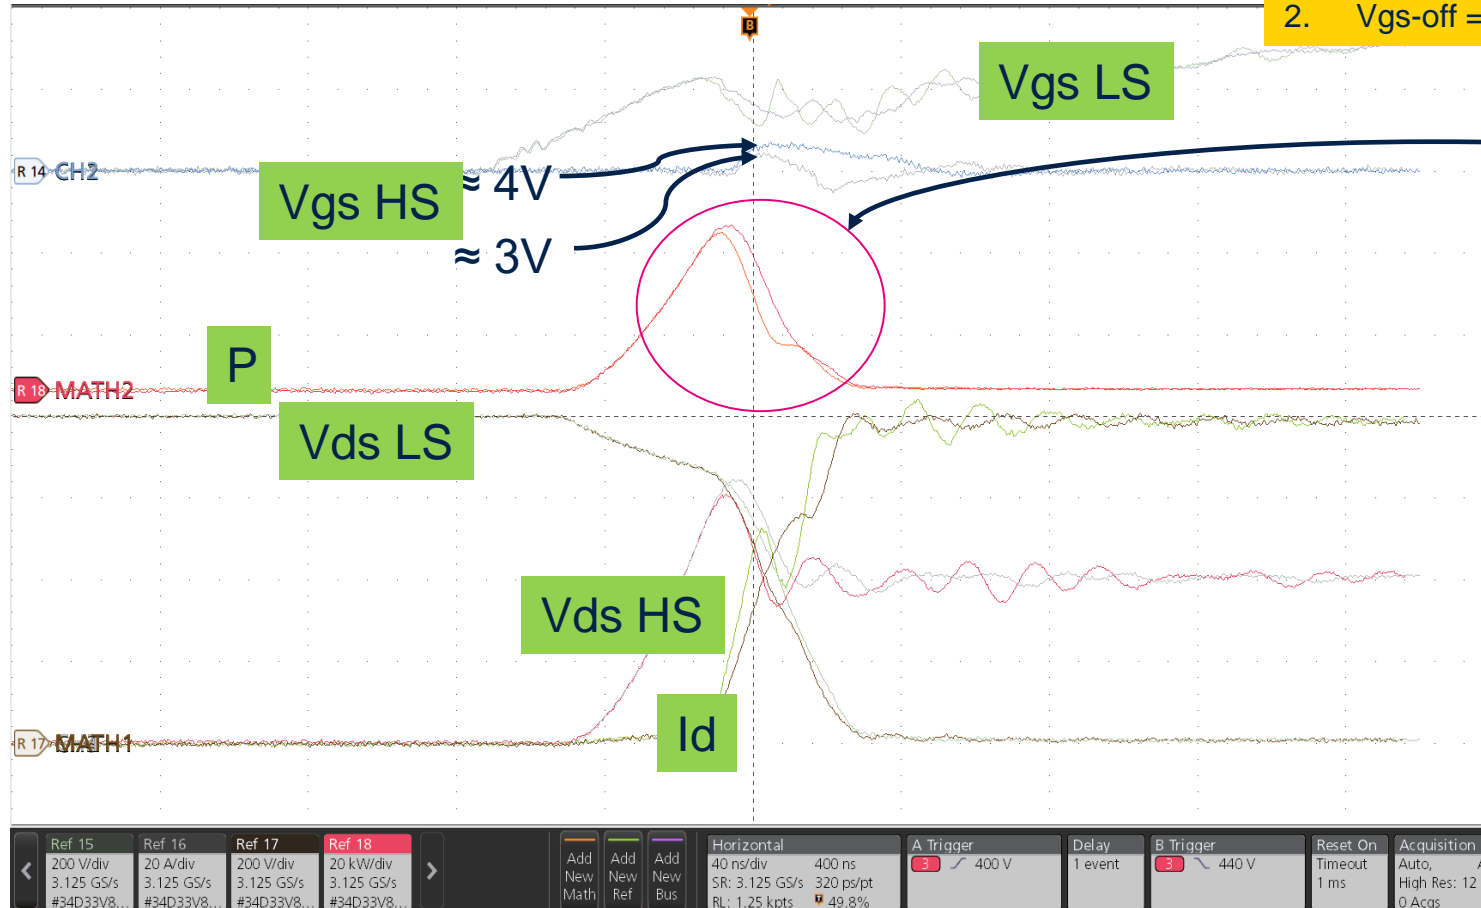 2. Vgs-off =
B
Vgs LS
R 14 CH2
Vgs HS
≈ 4V
≈ 3V
P
R 18 MATH2
Vds LS
Vds HS
Id
R 17 MATH1
Ref 15
200 V/div
3.125 GS/s
#34D33V8...
Ref 16
20 A/div
3.125 GS/s
#34D33V8...
Ref 17
200 V/div
3.125 GS/s
#34D33V8...
Ref 18
20 kW/div
3.125 GS/s
#34D33V8...
Add New Math
Add New Ref
Add New Bus
Horizontal
40 ns/div 400 ns
SR: 3.125 GS/s 320 ps/pt
RL: 1.25 kpts 49.8%
A Trigger
3 400 V
Delay
1 event
B Trigger
3 440 V
Reset On
Timeout
1 ms
Acquisition
Auto, A
High Res: 12
0 Acqs